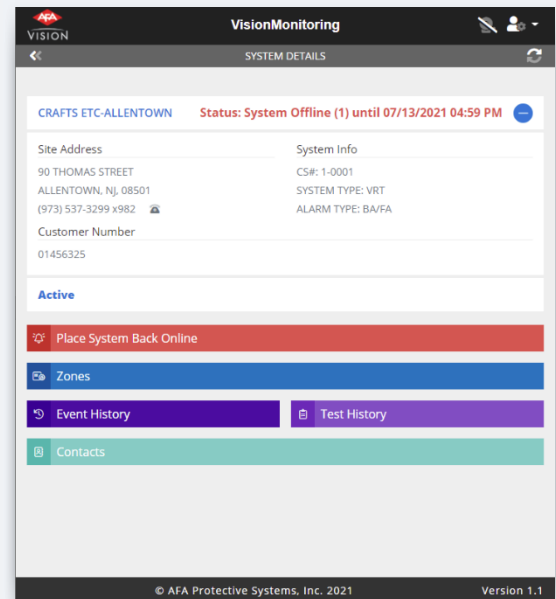 AFA
VISION
VisionMonitoring
SYSTEM DETAILS
CRAFTS ETC-ALLENTOWN
Status: System Offline (1) until 07/13/2021 04:59 PM
Site Address
90 THOMAS STREET
ALLENTOWN, NJ, 08501
(973) 537-3299 x982
Customer Number
01456325
System Info
CS#: 1-0001
SYSTEM TYPE: VRT
ALARM TYPE: BA/FA
Active
Place System Back Online
Zones
Event History
Test History
Contacts
© AFA Protective Systems, Inc. 2021
Version 1.1